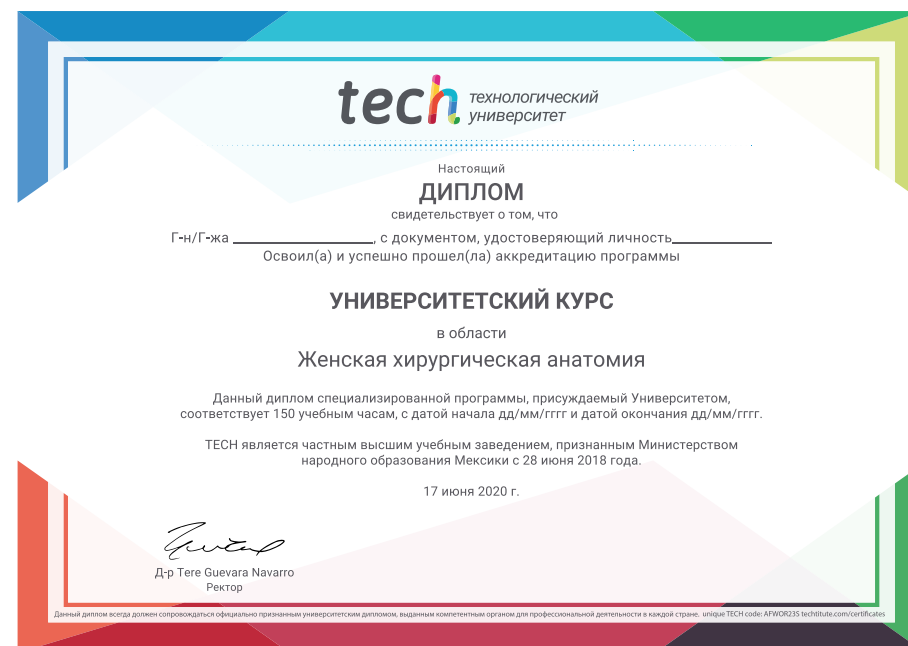 tech технологический
университет
Настоящий
ДИПЛОМ
свидетельствует о том, что
Г-н/Г-жа ____________________, с документом, удостоверяющий личность______________
Освоил(а) и успешно прошел(ла) аккредитацию программы
УНИВЕРСИТЕТСКИЙ КУРС
в области
Женская хирургическая анатомия
Данный диплом специализированной программы, присуждаемый Университетом,
соответствует 150 учебным часам, с датой начала дд/мм/гггг и датой окончания дд/мм/гггг.
TECH является частным высшим учебным заведением, признанным Министерством
народного образования Мексики с 28 июня 2018 года.
17 июня 2020 г.
Д-р Tere Guevara Navarro
Ректор
Данный диплом всегда должен сопровождаться официально признанным университетским дипломом, выданным компетентным органом для профессиональной деятельности в каждой стране. unique TECH code: AFWOR23S techtitute.com/certificates